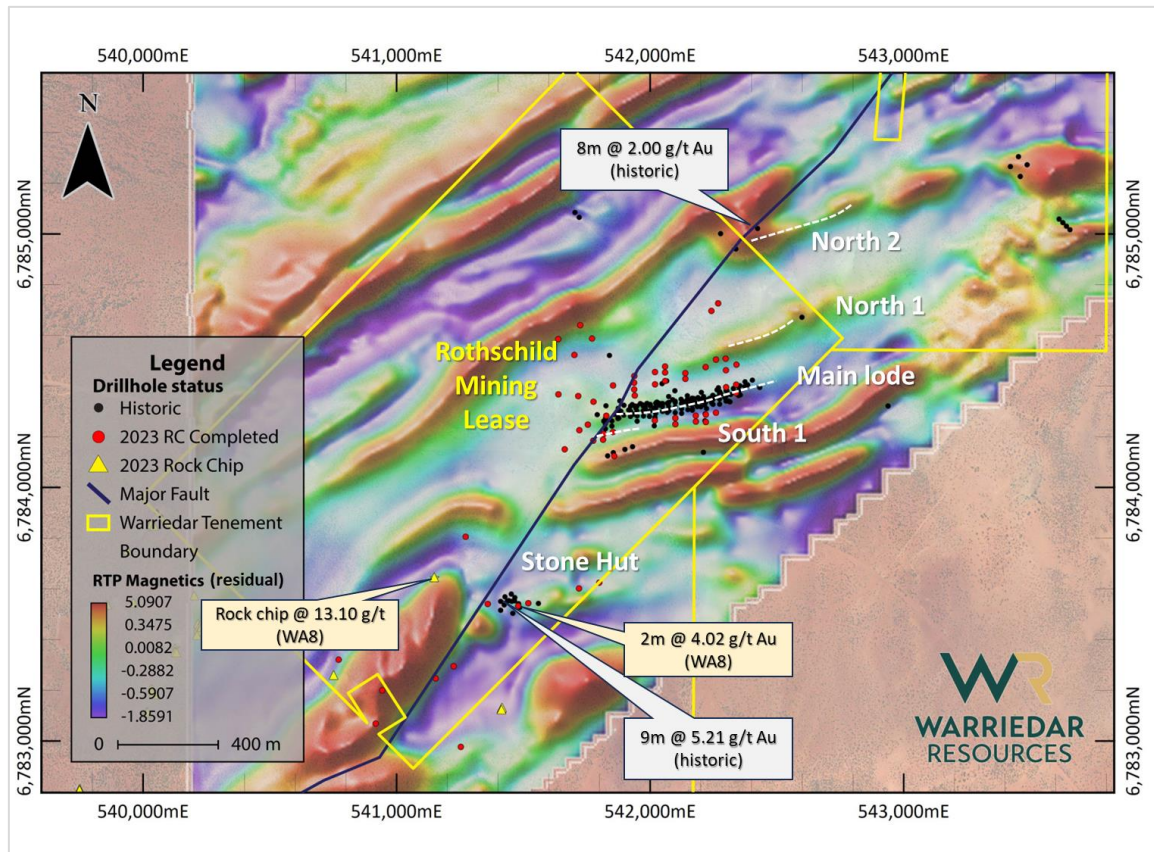 540,000mE
541,000mE
542,000mE
543,000mE
N
8m @ 2.00 g/t Au
(historic)
6,785,000mN
6,785,000mN
North 2
North 1
Rothschild
Mining
Lease
Main lode
South 1
6,784,000mN
6,784,000mN
Stone Hut
Legend
Drillhole status
Historic
2023 RC Completed
2023 Rock Chip
Major Fault
Warriedar Tenement
Boundary
RTP Magnetics (residual)
5.0907
0.3475
0.0082
-0.2882
-0.5907
-1.8591
0 400 m
Rock chip @ 13.10 g/t
(WA8)
2m @ 4.02 g/t Au
(WA8)
9m @ 5.21 g/t Au
(historic)
WR
WARRIEDAR
RESOURCES
6,783,000mN
6,783,000mN
540,000mE
541,000mE
542,000mE
543,000mE